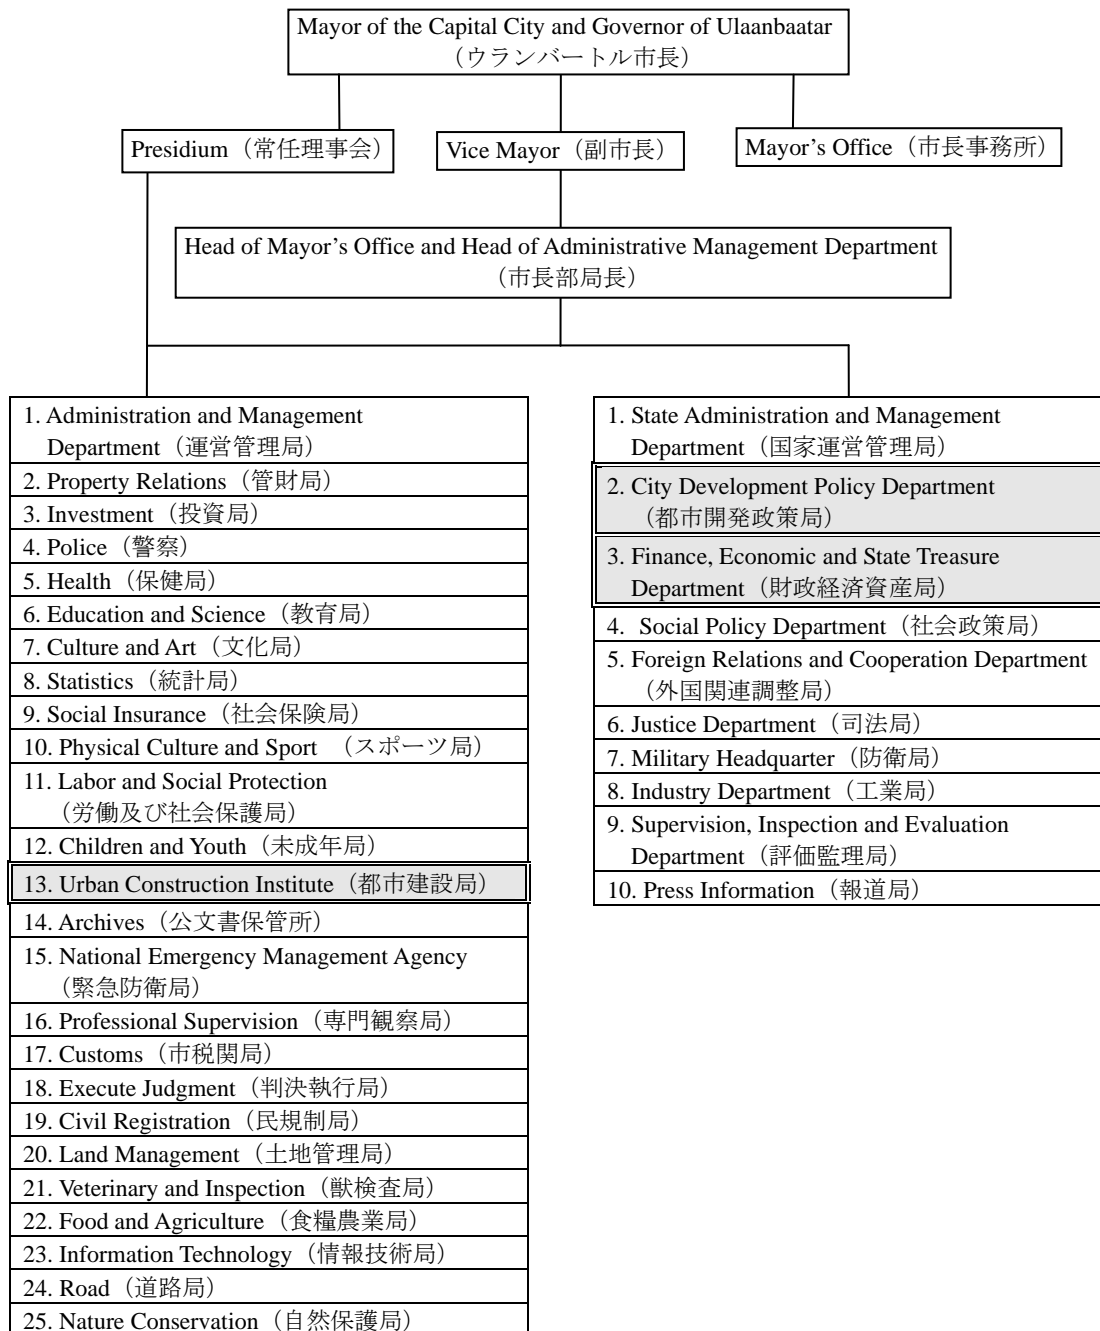 Mayor of the Capital City and Governor of Ulaanbaatar
（ウランバートル市長）
Presidium（常任理事会）
Vice Mayor（副市長）
Mayor’s Office（市長事務所）
Head of Mayor’s Office and Head of Administrative Management Department
（市長部局長）
1. Administration and Management
Department（運営管理局）
2. Property Relations（管財局）
3. Investment（投資局）
4. Police（警察）
5. Health（保健局）
6. Education and Science（教育局）
7. Culture and Art（文化局）
8. Statistics（統計局）
9. Social Insurance（社会保険局）
10. Physical Culture and Sport （スポーツ局）
11. Labor and Social Protection
（労働及び社会保護局）
12. Children and Youth（未成年局）
13. Urban Construction Institute（都市建設局）
14. Archives（公文書保管所）
15. National Emergency Management Agency
（緊急防衛局）
16. Professional Supervision（専門観察局）
17. Customs（市税関局）
18. Execute Judgment（判決執行局）
19. Civil Registration（民規制局）
20. Land Management（土地管理局）
21. Veterinary and Inspection（獣検査局）
22. Food and Agriculture（食糧農業局）
23. Information Technology（情報技術局）
24. Road（道路局）
25. Nature Conservation（自然保護局）
1. State Administration and Management
Department（国家運営管理局）
2. City Development Policy Department
（都市開発政策局）
3. Finance, Economic and State Treasure
Department（財政経済資産局）
4. Social Policy Department（社会政策局）
5. Foreign Relations and Cooperation Department
（外国関連調整局）
6. Justice Department（司法局）
7. Military Headquarter（防衛局）
8. Industry Department（工業局）
9. Supervision, Inspection and Evaluation
Department（評価監理局）
10. Press Information（報道局）